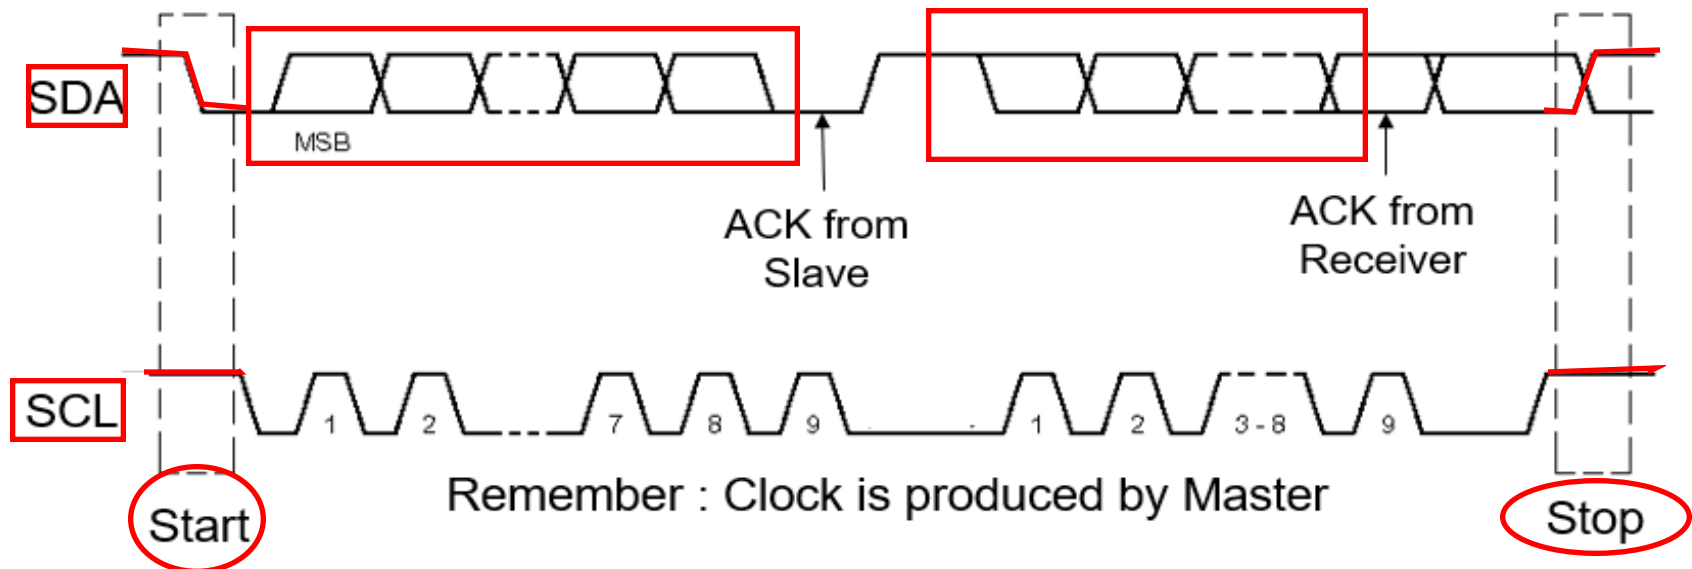 SDA
MSB
ACK from
Slave
ACK from
Receiver
SCL
1
2
7
8
9
1
2
3 - 8
9
Remember : Clock is produced by Master
Start
Stop